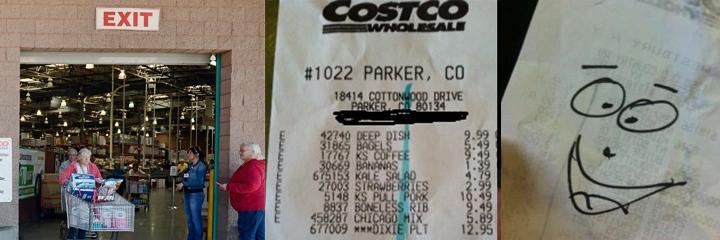 EXIT
COSTCO
WHOLESALE
#1022 PARKER, CO
18414 COTTONWOOD DRIVE
PARKER, CO 80134
E 42740 DEEP DISH 9.99
E 31865 BAGELS 5.49
E 17767 KS COFFEE 9.49
E 30669 BANANAS 1.39
E 675153 KALE SALAD 4.79
E 27003 STRAWBERRIES 2.99
E 5148 KS PULL PORK 10.49
E 8837 BONELESS RIB 9.49
E 458287 CHICAGO MIX 5.89
677009 ***DIXIE PLT 12.95